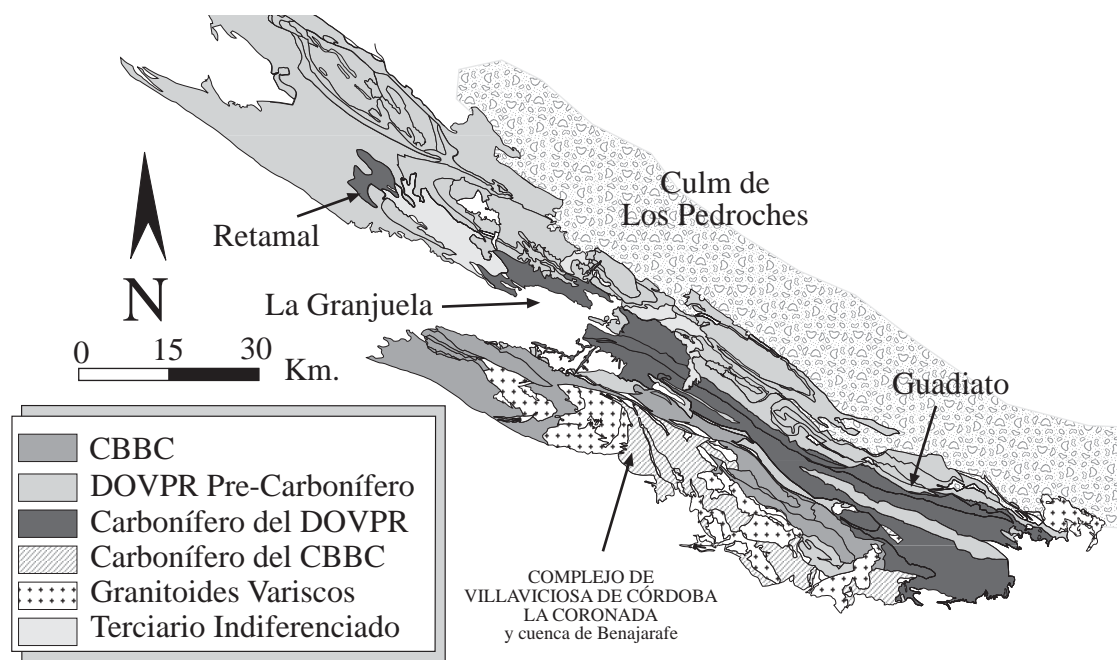 Culm de
Los Pedroches
Retamal
N
La Granjuela
0 15 30
Km.
Guadiato
CBBC
DOVPR Pre-Carbonífero
Carbonífero del DOVPR
Carbonífero del CBBC
Granitoides Variscos
Terciario Indiferenciado
COMPLEJO DE
VILLAVICIOSA DE CÓRDOBA
LA CORONADA
y cuenca de Benajarafe